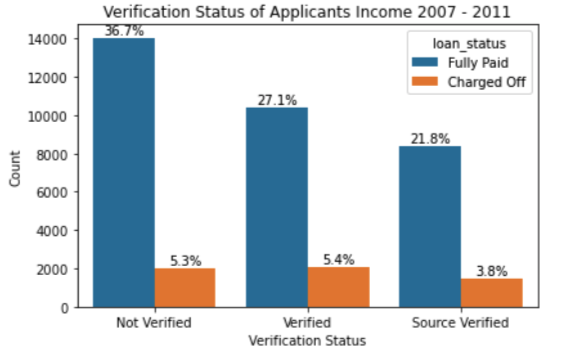 Verification Status of Applicants Income 2007 - 2011
14000
12000
10000
8000
6000
4000
2000
0
Count
36.7%
5.3%
27.1%
5.4%
21.8%
3.8%
loan_status
Fully Paid
Charged Off
Not Verified
Verified
Source Verified
Verification Status